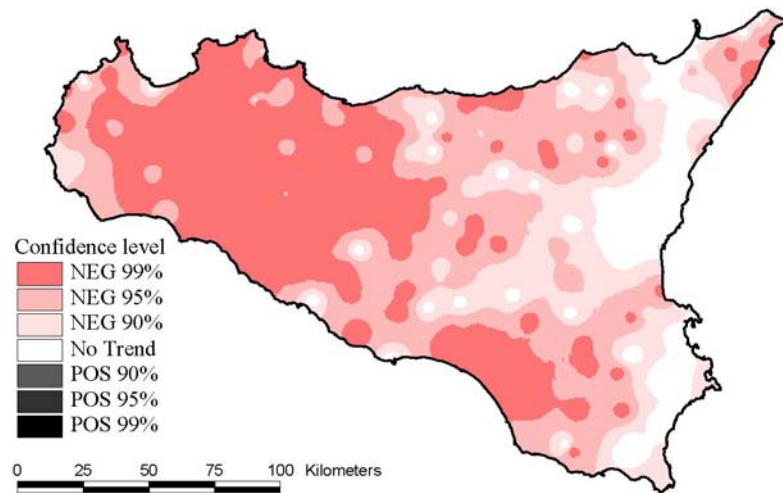 Confidence level
NEG 99%
NEG 95%
NEG 90%
No Trend
POS 90%
POS 95%
POS 99%
0 25 50 75 100 Kilometers